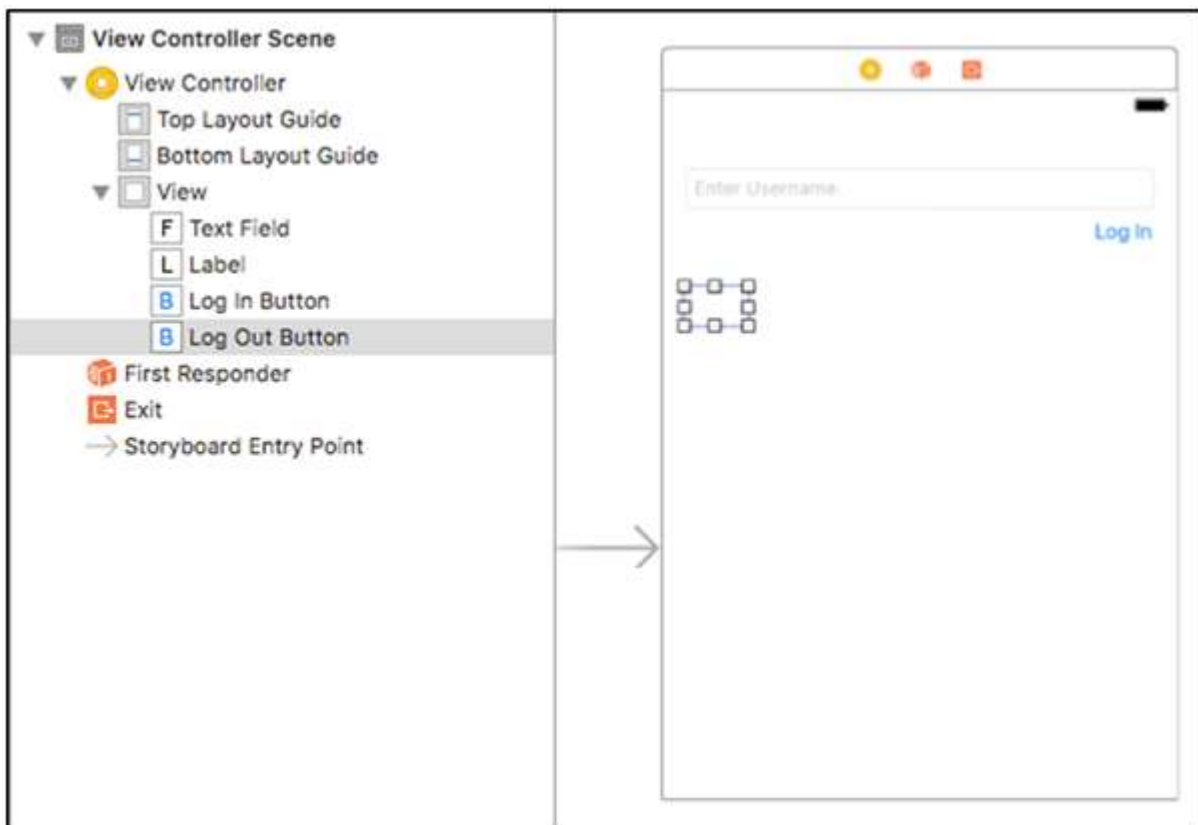 View Controller Scene
View Controller
Top Layout Guide
Bottom Layout Guide
View
F Text Field
L Label
B Log In Button
B Log Out Button
First Responder
Exit
Storyboard Entry Point
Enter Username.
Log In